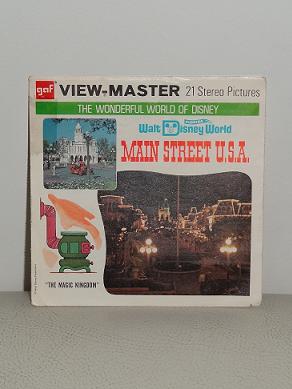 gaf VIEW-MASTER 21 Stereo Pictures
THE WONDERFUL WORLD OF DISNEY
Walt Disney World
MAIN STREET U.S.A.
"THE MAGIC KINGDOM"